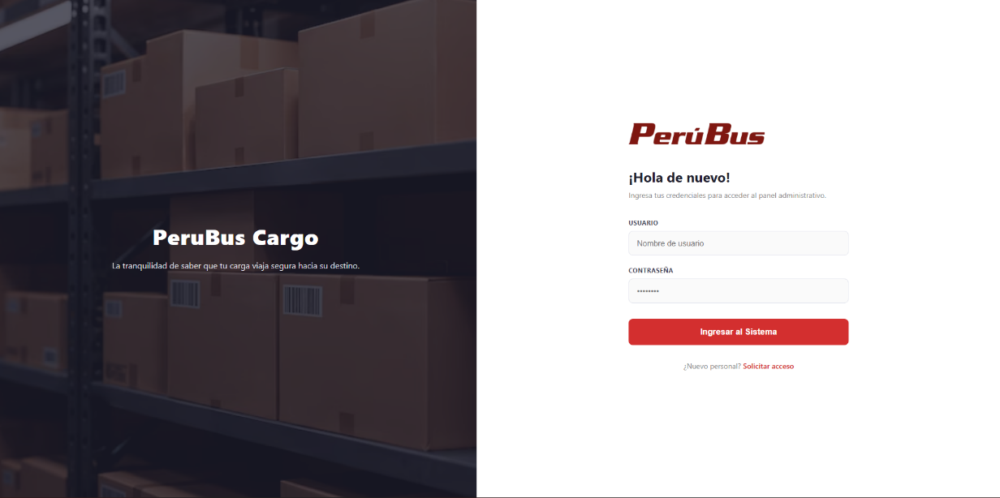 PeruBus Cargo
La tranquilidad de saber que tu carga viaja segura hacia su destino.
PerúBus
¡Hola de nuevo!
Ingresa tus credenciales para acceder al panel administrativo.
USUARIO
Nombre de usuario
CONTRASEÑA
••••••••
Ingresar al Sistema
¿Nuevo personal? Solicitar acceso